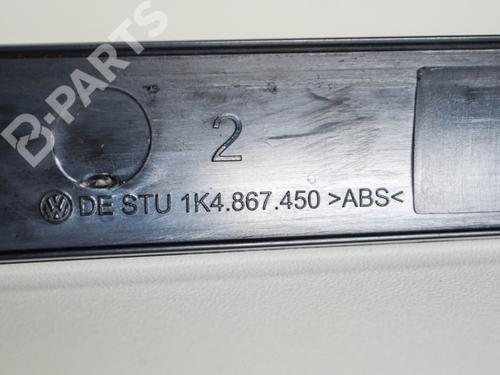 B-PARTS
2
DE STU 1K4.867.450 >ABS<